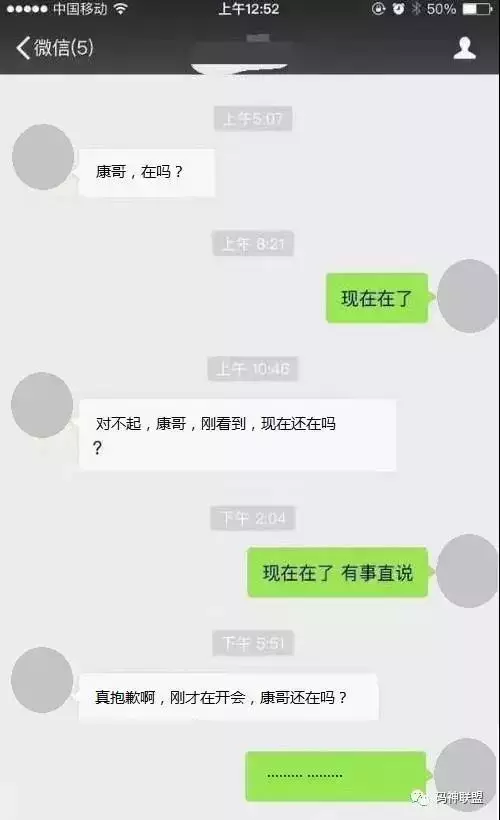 中国移动
上午12:52
50%
微信(5)
上午5:07
康哥，在吗？
上午 8:21
现在在了
上午 10:46
对不起，康哥，刚看到，现在还在吗
？
下午 2:04
现在在了 有事直说
下午 5:51
真抱歉啊，刚才在开会，康哥还在吗？
......... .........
码神联盟